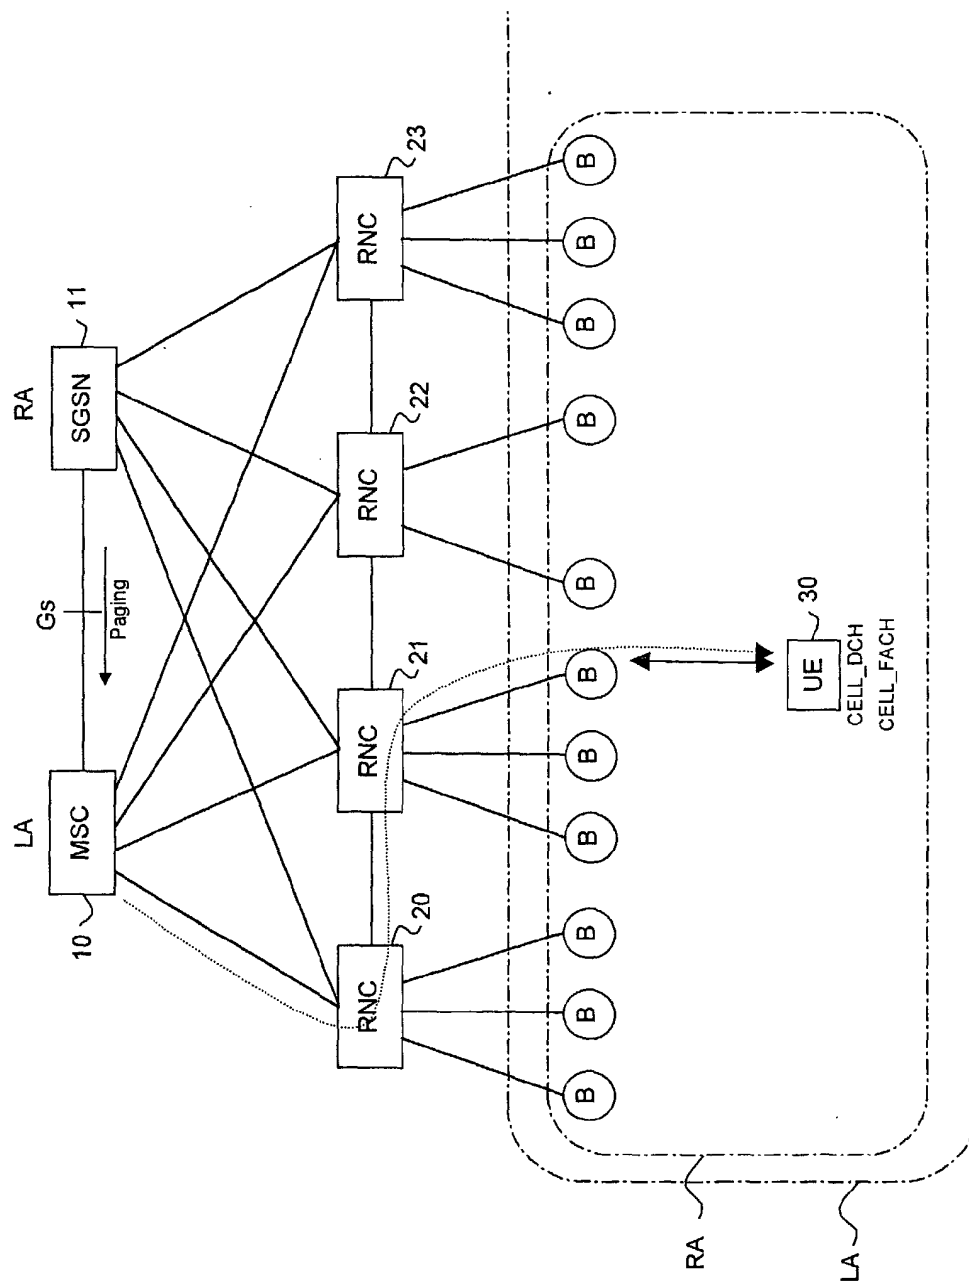 LA
RA
10
MSC
Gs
SGSN
11
Paging
RNC
20
RNC
21
RNC
22
RNC
23
B
B
B
B
B
B
B
B
B
B
B
UE
30
CELL_DCH
CELL_FACH
RA
LA